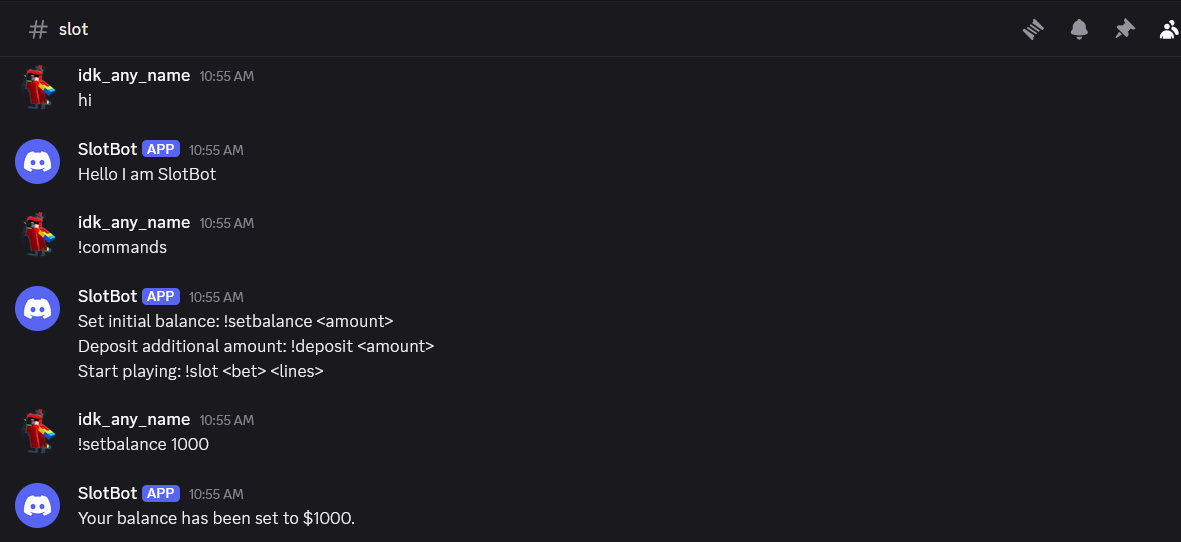 # slot
idk_any_name 10:55 AM
hi
SlotBot APP 10:55 AM
Hello I am SlotBot
idk_any_name 10:55 AM
!commands
SlotBot APP 10:55 AM
Set initial balance: !setbalance <amount>
Deposit additional amount: !deposit <amount>
Start playing: !slot <bet> <lines>
idk_any_name 10:55 AM
!setbalance 1000
SlotBot APP 10:55 AM
Your balance has been set to $1000.